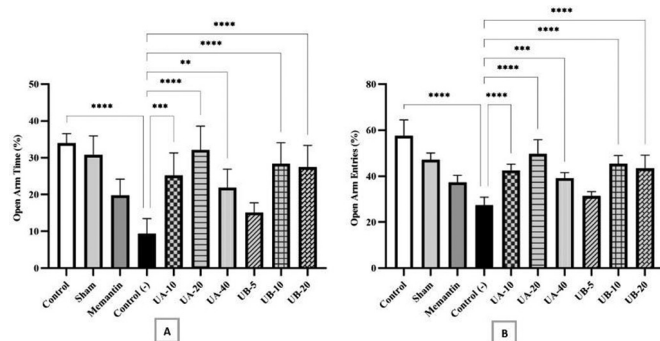 ****
****
**
****
****
***
50
40
30
20
10
0
Open Arm Time (%)
Control
Sham
Memantin
Control (-)
UA-10
UA-20
UA-40
UB-5
UB-10
UB-20
A
****
****
***
****
****
****
80
60
40
20
0
Open Arm Entries (%)
Control
Sham
Memantin
Control (-)
UA-10
UA-20
UA-40
UB-5
UB-10
UB-20
B